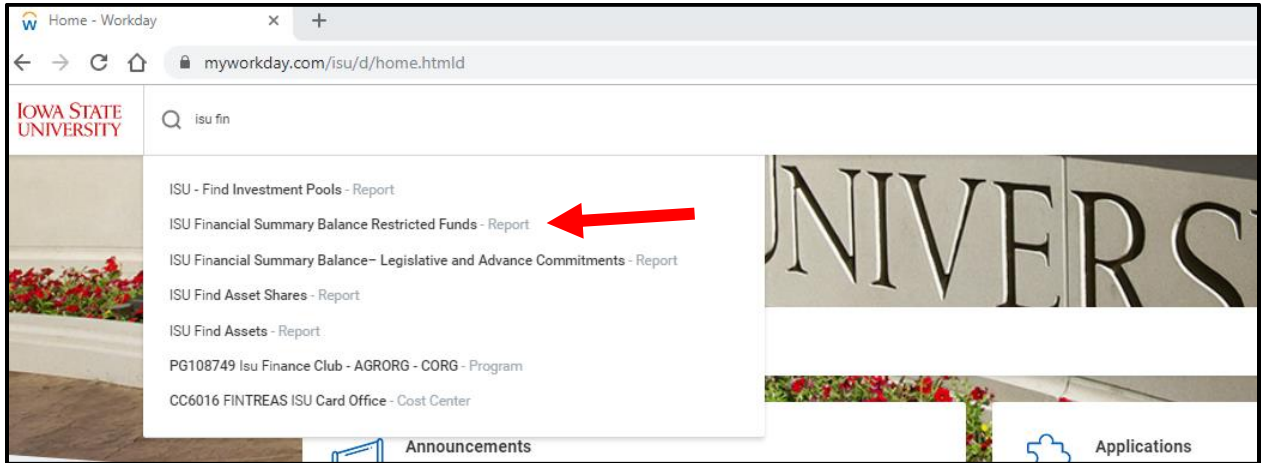 Home - Workday
myworkday.com/isu/d/home.htmld
IOWA STATE
UNIVERSITY
isu fin
ISU - Find Investment Pools - Report
ISU Financial Summary Balance Restricted Funds - Report
ISU Financial Summary Balance– Legislative and Advance Commitments - Report
ISU Find Asset Shares - Report
ISU Find Assets - Report
PG108749 Isu Finance Club - AGRORG - CORG - Program
CC6016 FINTREAS ISU Card Office - Cost Center
UNIVERS
Announcements
Applications